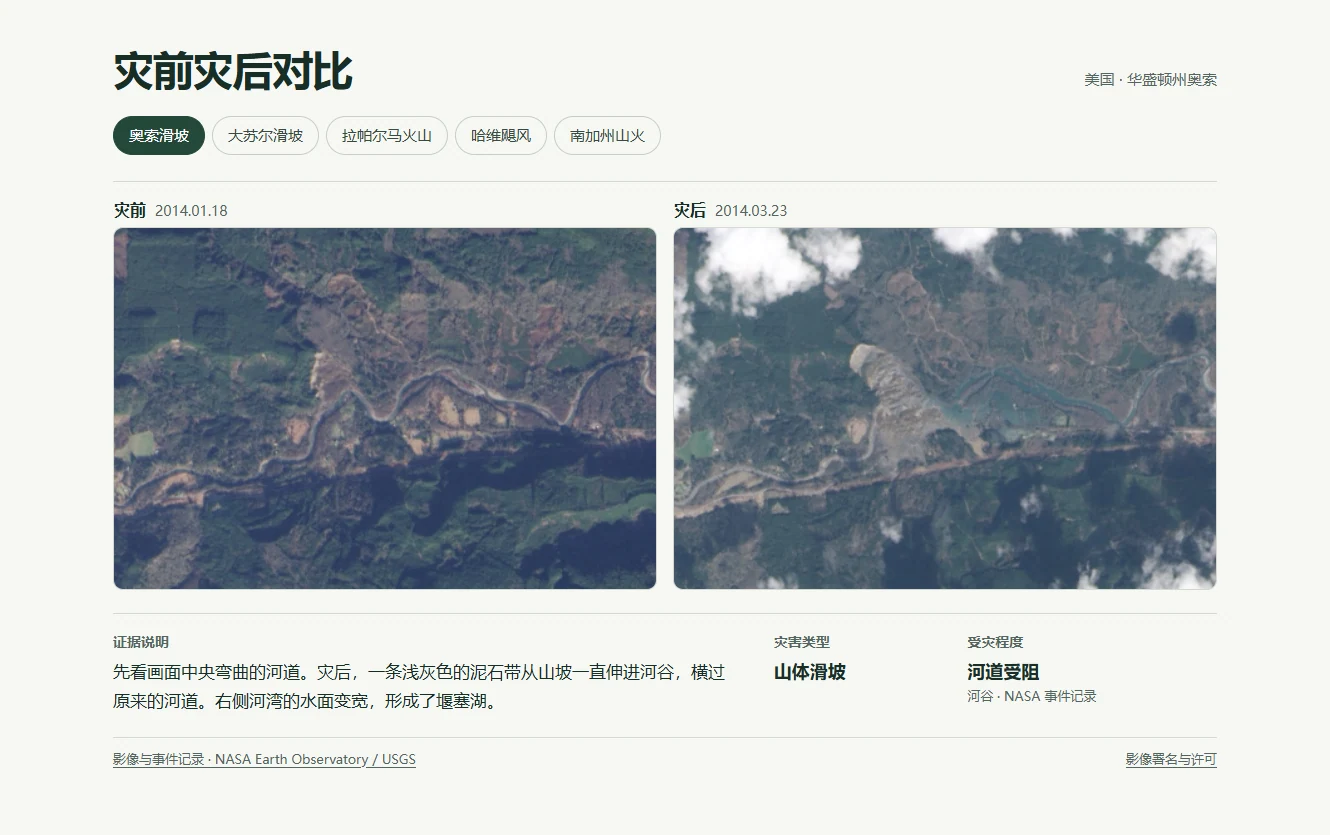 灾前灾后对比
美国 · 华盛顿州奥索
奥索滑坡
大苏尔滑坡
拉帕尔马火山
哈维飓风
南加州山火
灾前 2014.01.18
灾后 2014.03.23
证据说明
先看画面中央弯曲的河道。灾后，一条浅灰色的泥石带从山坡一直伸进河谷，横过
原来的河道。右侧河湾的水面变宽，形成了堰塞湖。
灾害类型
山体滑坡
受灾程度
河道受阻
河谷 · NASA 事件记录
影像与事件记录 · NASA Earth Observatory / USGS
影像署名与许可